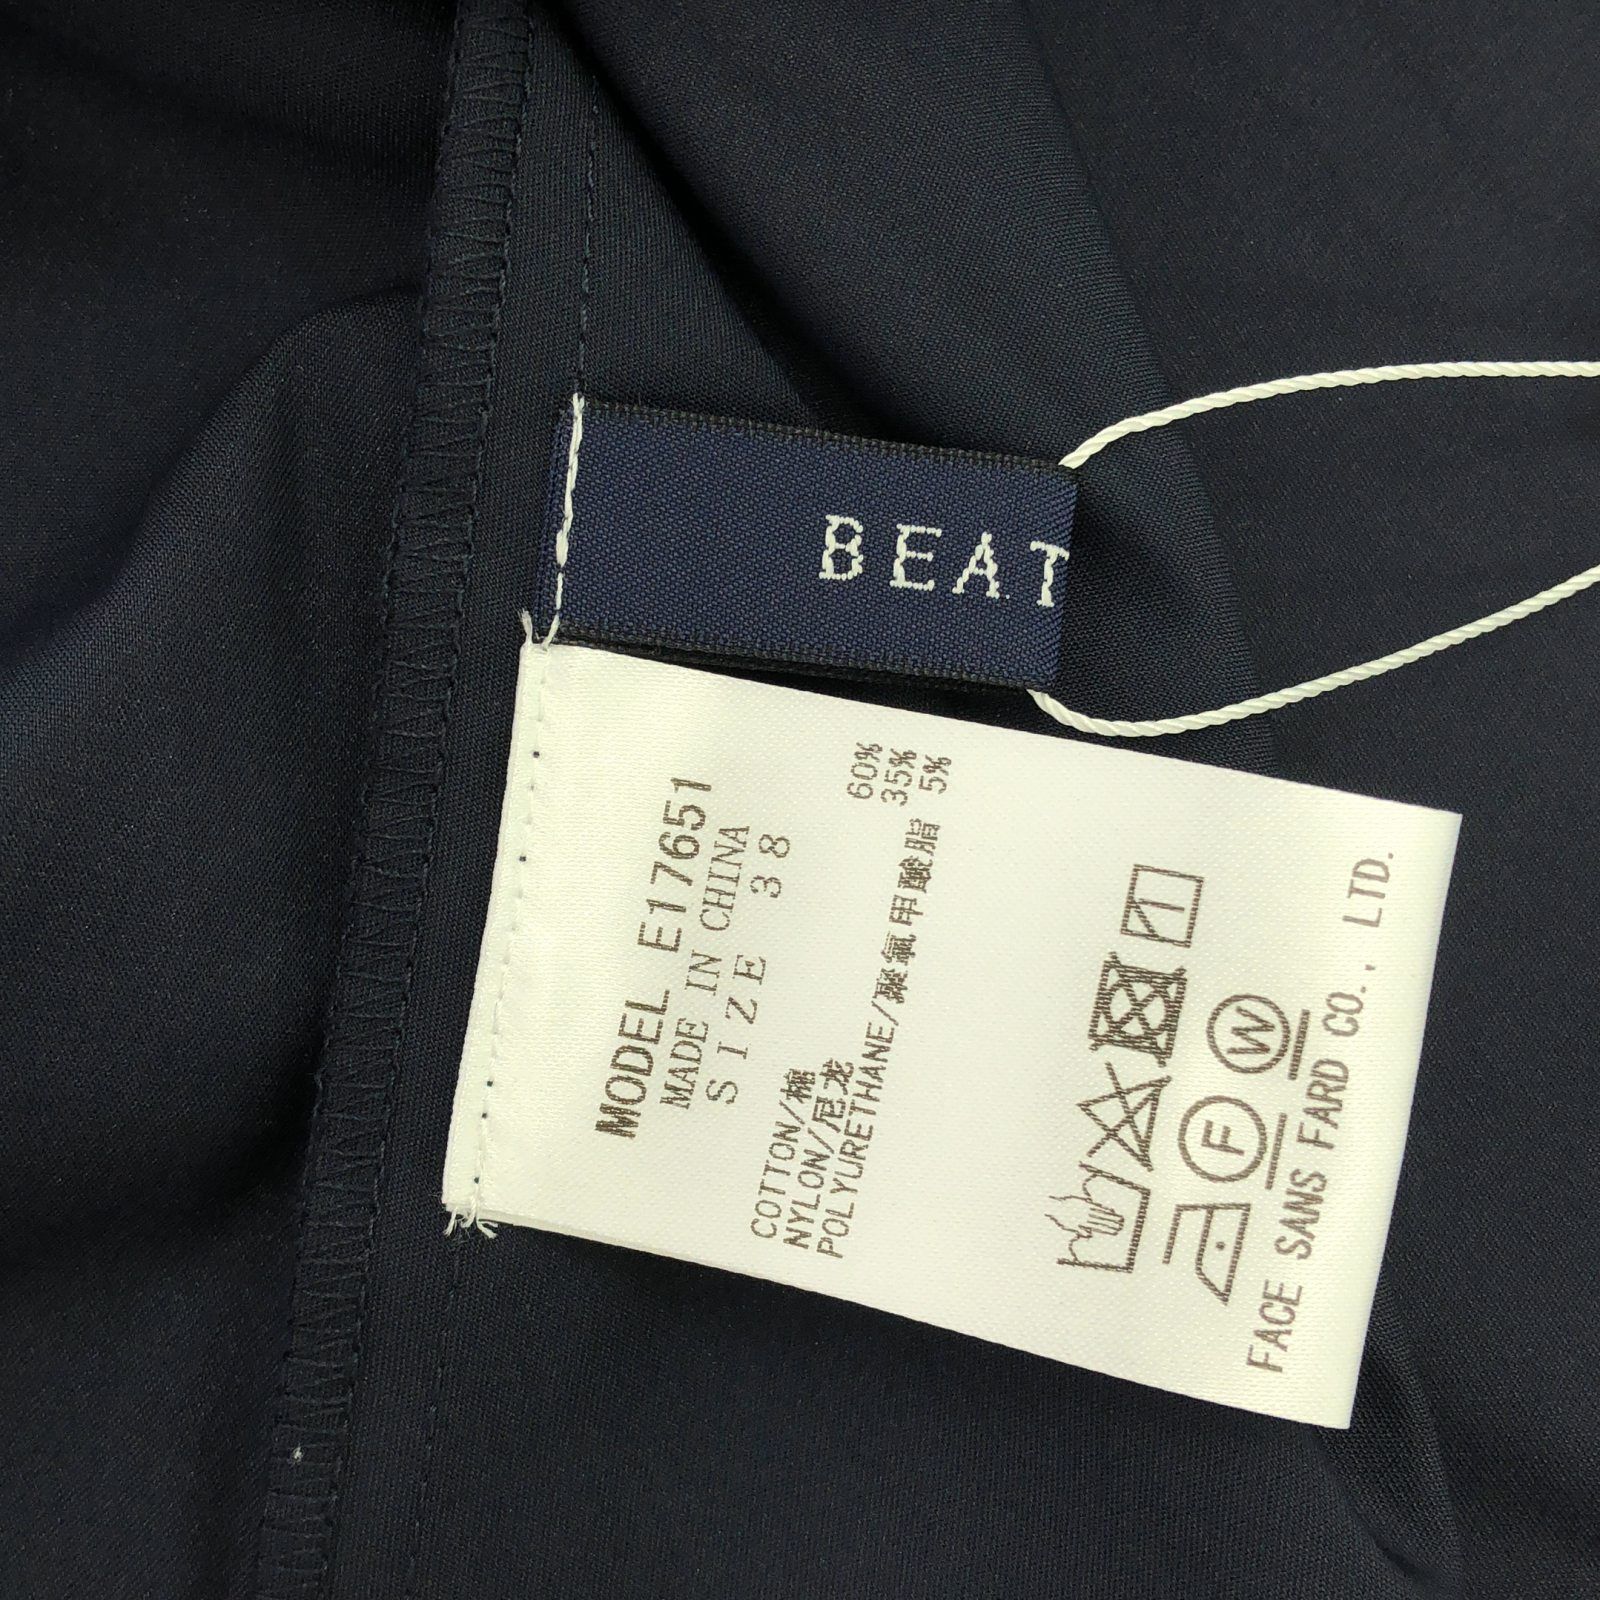 BEAT
MODEL E17651
MADE IN CHINA
SIZE 38
COTTON/棉 60%
NYLON/尼龙 35%
POLYURETHANE/聚氨甲酸脂 5%
F W
FACE SANS FARD CO., LTD.